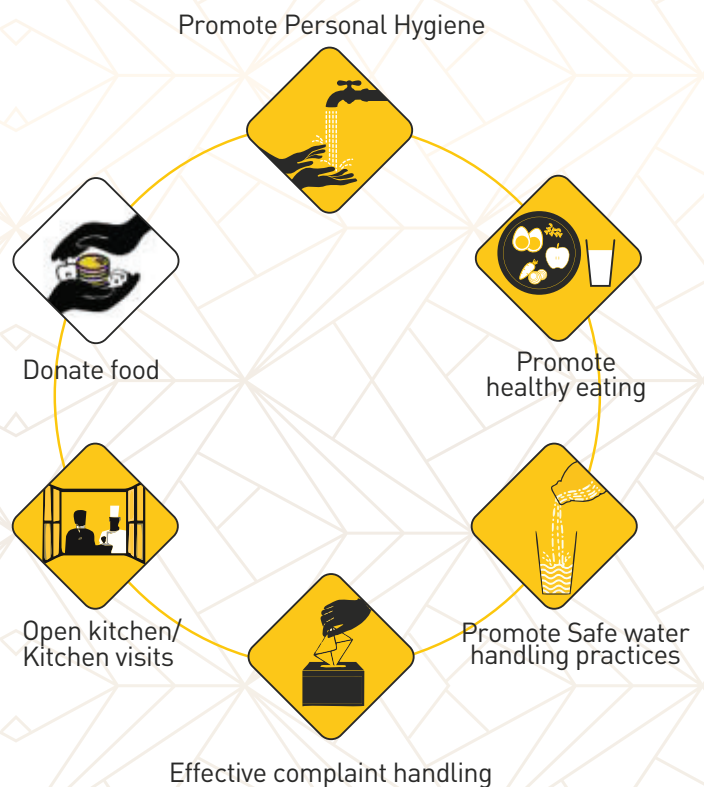 Promote Personal Hygiene
Donate food
Promote
healthy eating
Open kitchen/
Kitchen visits
Promote Safe water
handling practices
Effective complaint handling